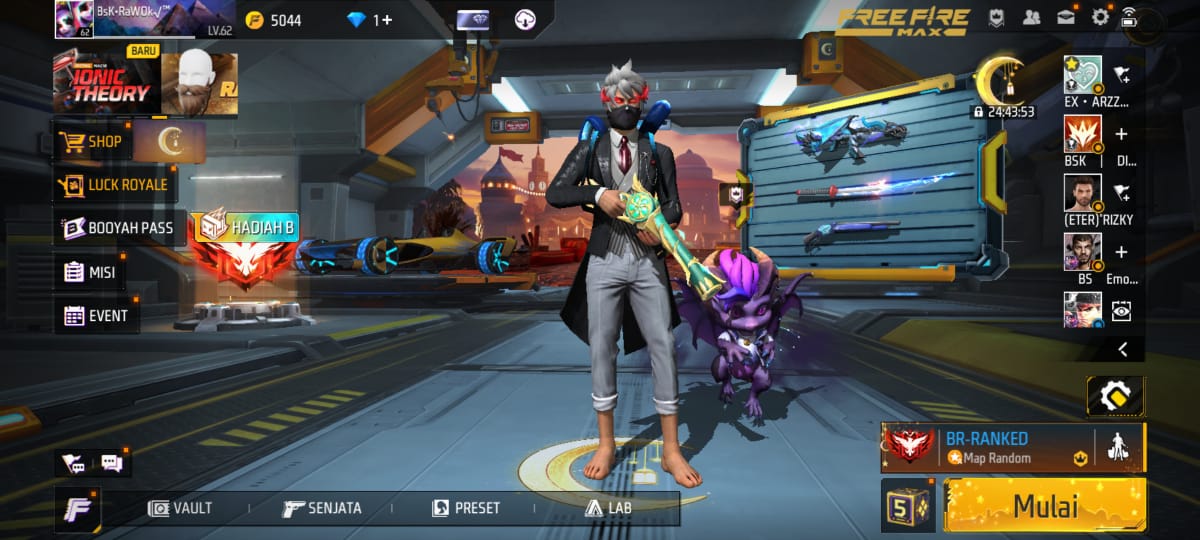 BsK-RaWOk√™
62
LV.62
5044
1+
FREE FIRE
MAX
BARU
IONIC
THEORY
RA
SHOP
LUCK ROYALE
BOOYAH PASS
HADIAH B
MISI
EVENT
24:43:53
EX • ARZZ...
BSK | DI...
(ETER)'RIZKY
BS Emo...
BR-RANKED
Map Random
VAULT
SENJATA
PRESET
LAB
5
Mulai